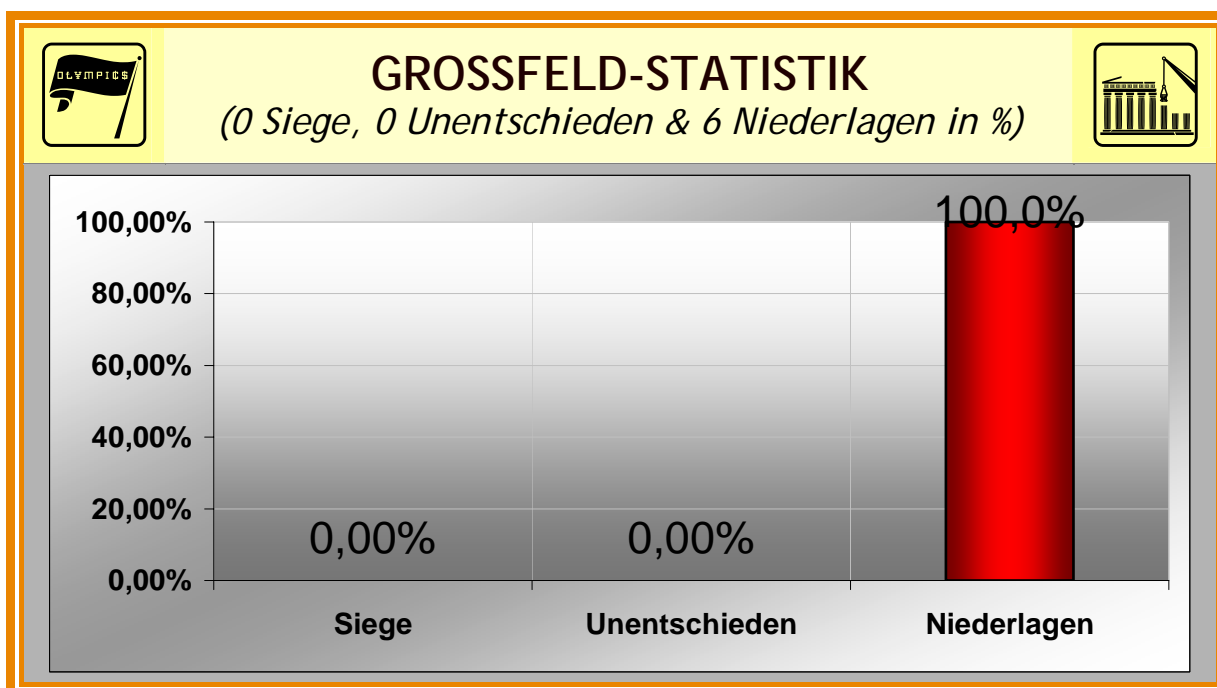 OLYMPICS
GROSSFELD-STATISTIK
(0 Siege, 0 Unentschieden & 6 Niederlagen in %)
100,00%
80,00%
60,00%
40,00%
20,00%
0,00%
0,00%
0,00%
100,0%
Siege
Unentschieden
Niederlagen